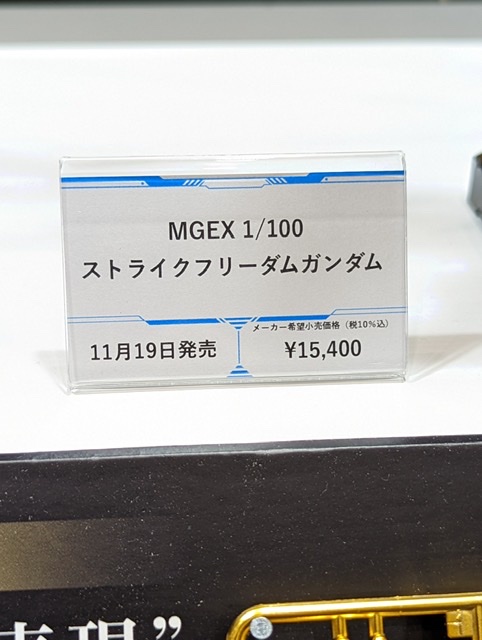 MGEX 1/100
ストライクフリーダムガンダム
11月19日発売
メーカー希望小売価格（税10%込）
¥15,400
表現”